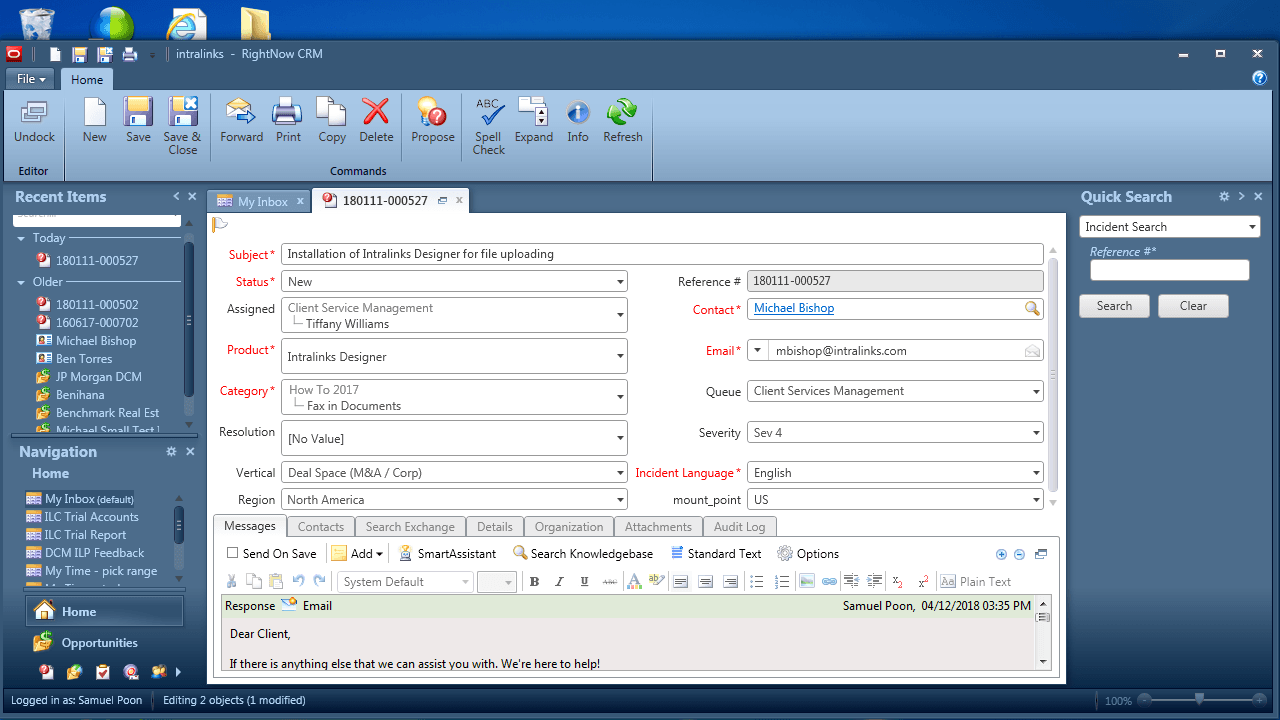 intralinks - RightNow CRM
File
Home
Undock
New
Save
Save & Close
Forward
Print
Copy
Delete
Propose
ABC
Spell Check
Expand
Info
Refresh
Editor
Commands
Recent Items
Today
180111-000527
Older
180111-000502
160617-000702
Michael Bishop
Ben Torres
JP Morgan DCM
Benihana
Benchmark Real Est
Michael Small Test
Navigation
Home
My Inbox (default)
ILC Trial Accounts
ILC Trial Report
DCM ILP Feedback
My Time - pick range
Home
Opportunities
My Inbox x
180111-000527
Subject* Installation of Intralinks Designer for file uploading
Status* New
Reference # 180111-000527
Assigned Client Service Management
Tiffany Williams
Contact* Michael Bishop
Product* Intralinks Designer
Email* mbishop@intralinks.com
Category* How To 2017
Fax in Documents
Queue Client Services Management
Resolution [No Value]
Severity Sev 4
Vertical Deal Space (M&A / Corp)
Incident Language* English
Region North America
mount_point US
Messages
Contacts
Search Exchange
Details
Organization
Attachments
Audit Log
Send On Save
Add
SmartAssistant
Search Knowledgebase
Standard Text
Options
System Default
B
I
U
ABC
A
Aa Plain Text
Response Email Samuel Poon, 04/12/2018 03:35 PM
Dear Client,
If there is anything else that we can assist you with. We're here to help!
Quick Search
Incident Search
Reference #*
Search
Clear
Logged in as: Samuel Poon
Editing 2 objects (1 modified)
100%